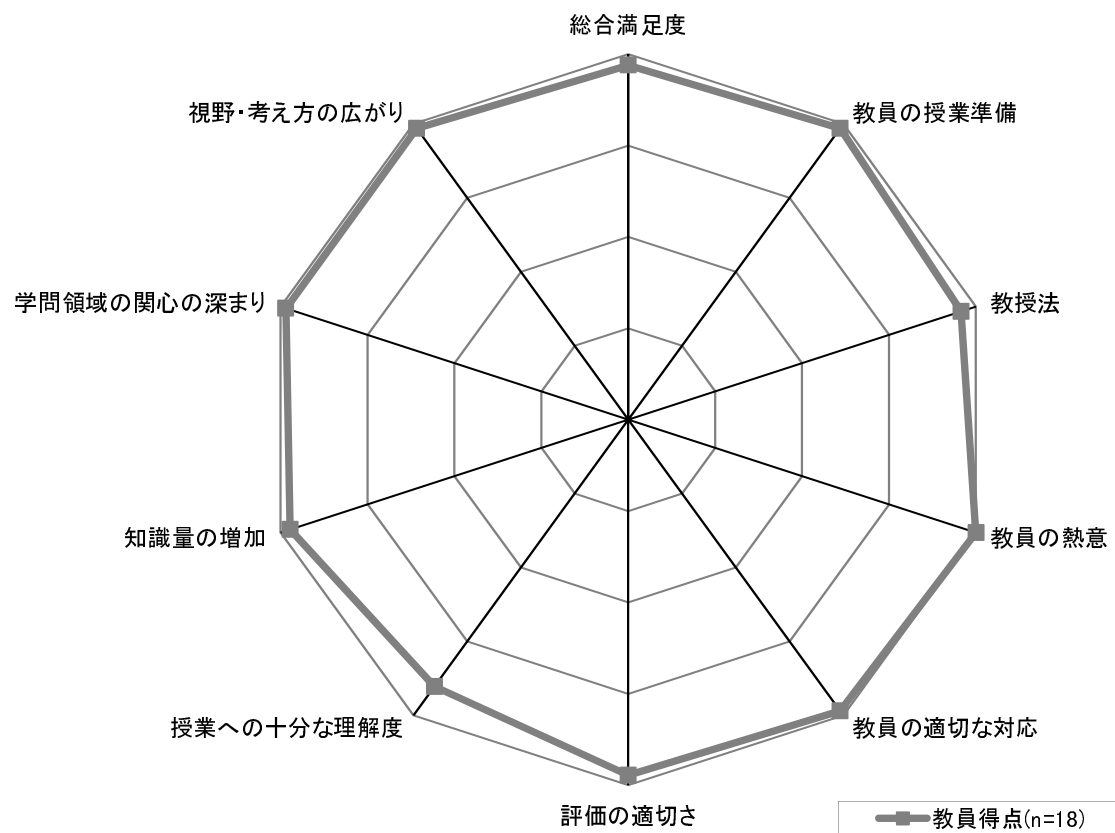 総合満足度
視野・考え方の広がり
教員の授業準備
学問領域の関心の深まり
教授法
知識量の増加
教員の熱意
授業への十分な理解度
教員の適切な対応
評価の適切さ
教員得点(n=18)